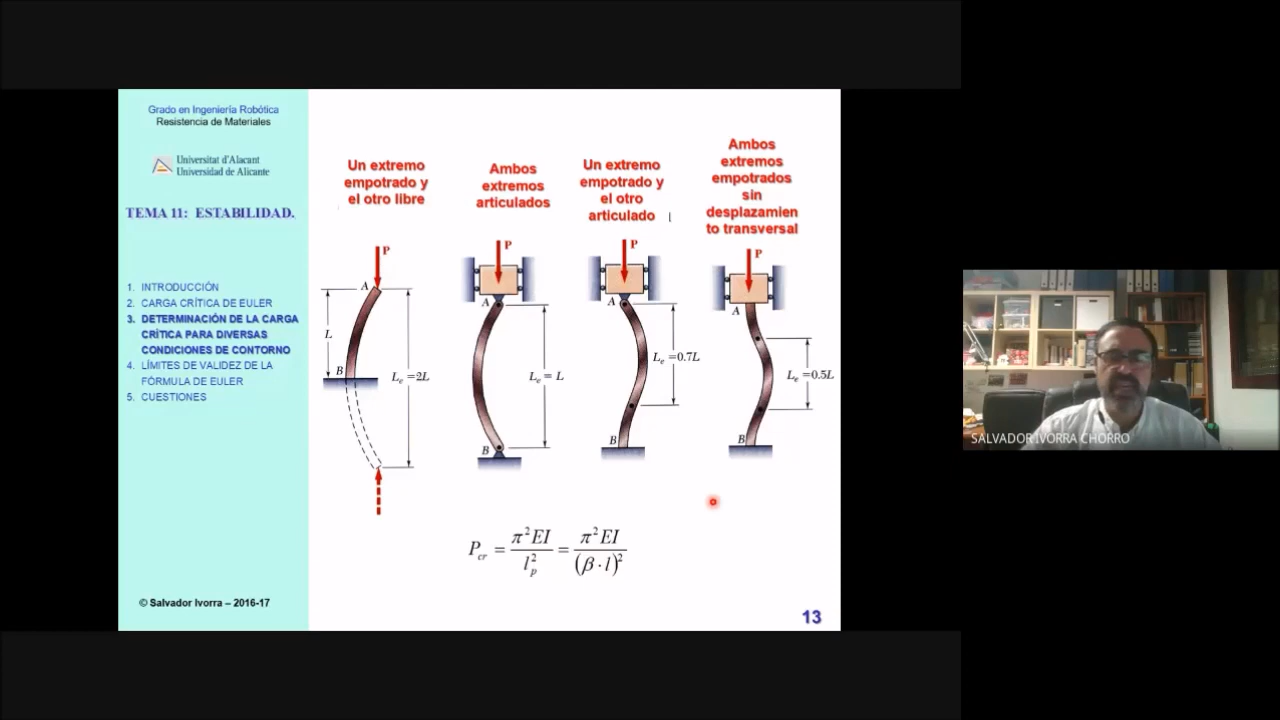 Grado en Ingeniería Robótica
Resistencia de Materiales
Universitat d'Alacant
Universidad de Alicante
TEMA 11: ESTABILIDAD.
1. INTRODUCCIÓN
2. CARGA CRÍTICA DE EULER
3. DETERMINACIÓN DE LA CARGA
CRÍTICA PARA DIVERSAS
CONDICIONES DE CONTORNO
4. LÍMITES DE VALIDEZ DE LA
FÓRMULA DE EULER
5. CUESTIONES
© Salvador Ivorra – 2016-17
Un extremo
empotrado y
el otro libre
P
A
L
B
L_e =2L
Ambos
extremos
articulados
P
A
L_e = L
B
Un extremo
empotrado y
el otro
articulado
P
A
L_e =0.7L
B
Ambos
extremos
empotrados
sin
desplazamien
to transversal
P
A
L_e =0.5L
B
P_cr = π² EI / l_p² = π² EI / (β · l)²
13
SALVADOR IVORRA CHORRO